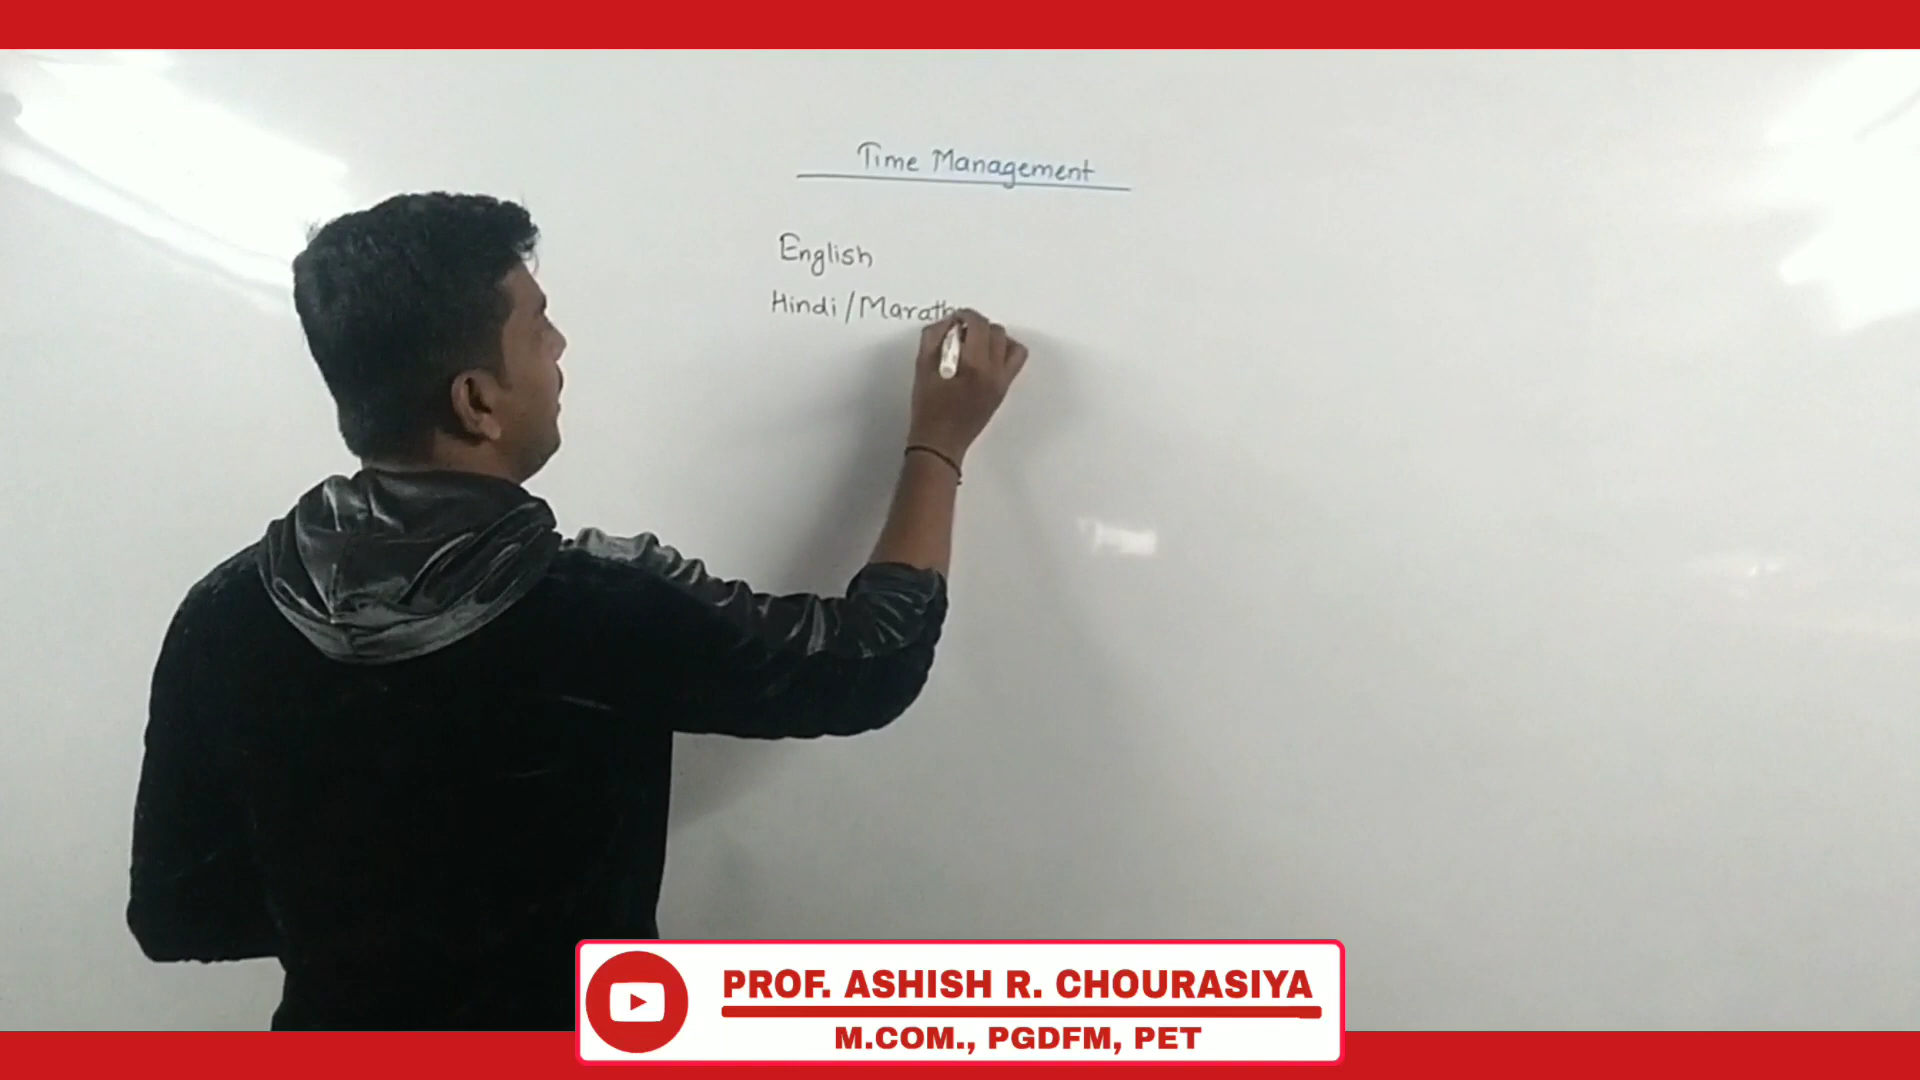 Time Management
English
Hindi/Marath
PROF. ASHISH R. CHOURASIYA
M.COM., PGDFM, PET